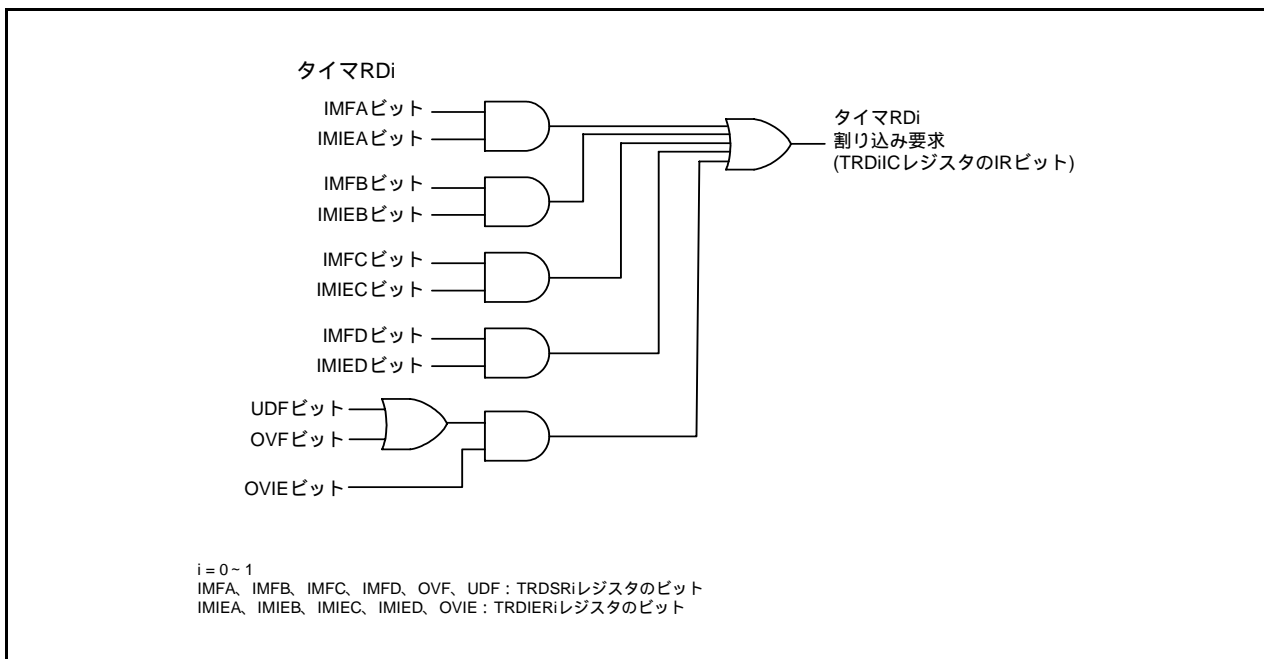 タイマRDi
IMFAビット
IMIEAビット
IMFBビット
IMIEBビット
IMFCビット
IMIECビット
IMFDビット
IMIEDビット
UDFビット
OVFビット
OVIEビット
タイマRDi
割り込み要求
(TRDiICレジスタのIRビット)
i = 0 ~ 1
IMFA、IMFB、IMFC、IMFD、OVF、UDF : TRDSRiレジスタのビット
IMIEA、IMIEB、IMIEC、IMIED、OVIE : TRDIERiレジスタのビット